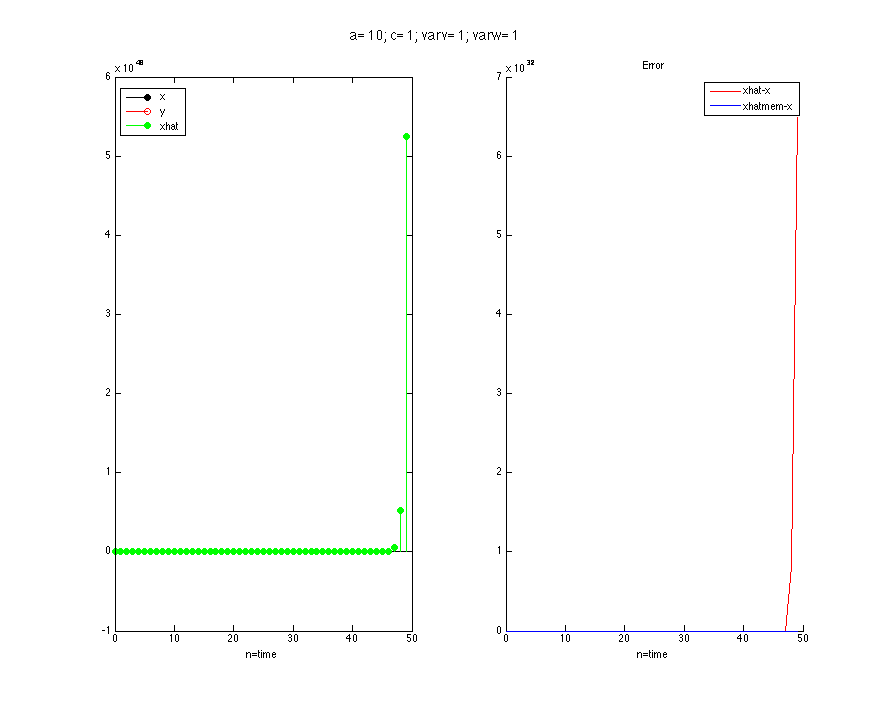 a= 10; c= 1; varv= 1; varw= 1
x 10^48
6
5
4
3
2
1
0
-1
x
y
xhat
0
10
20
30
40
50
n=time
Error
x 10^32
7
6
5
4
3
2
1
0
xhat-x
xhatmem-x
0
10
20
30
40
50
n=time